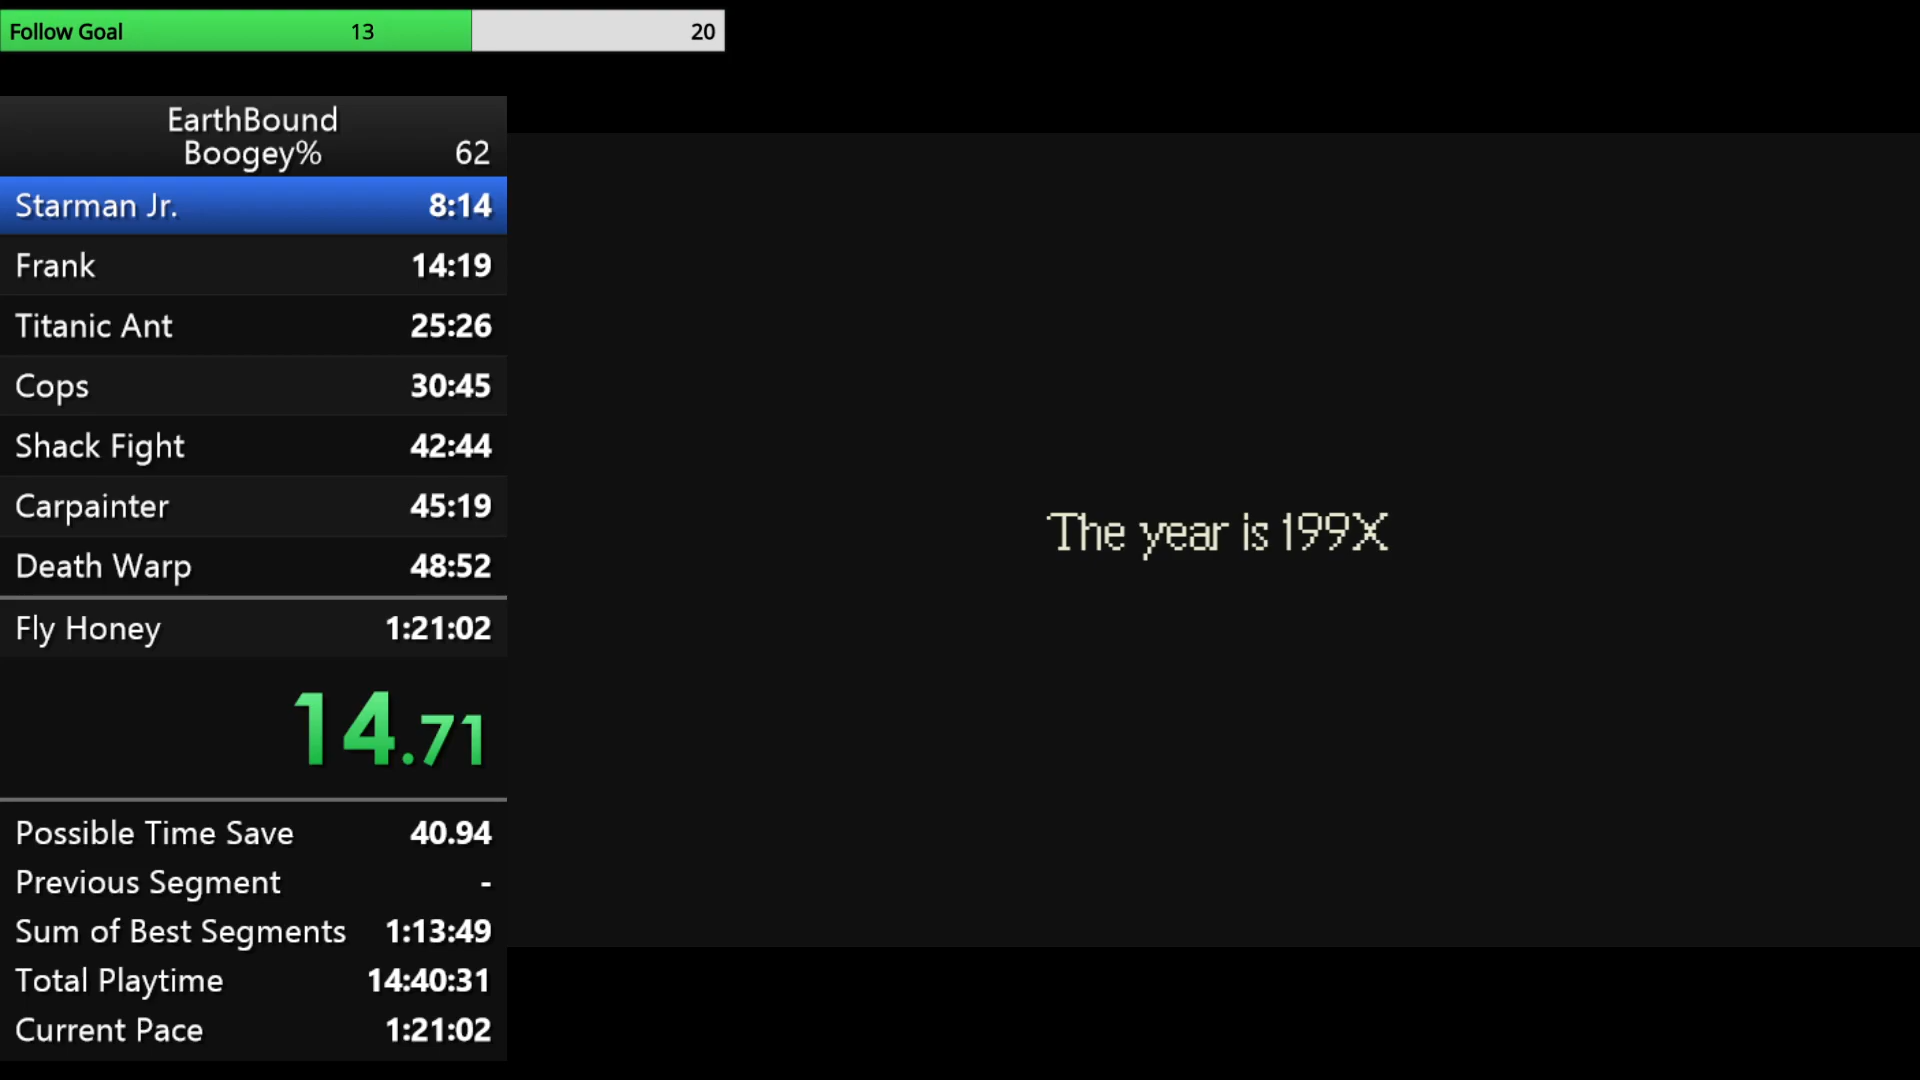 Follow Goal 13 20
EarthBound
Boogey% 62
Starman Jr. 8:14
Frank 14:19
Titanic Ant 25:26
Cops 30:45
Shack Fight 42:44
Carpainter 45:19
Death Warp 48:52
Fly Honey 1:21:02
14.71
Possible Time Save 40.94
Previous Segment -
Sum of Best Segments 1:13:49
Total Playtime 14:40:31
Current Pace 1:21:02
The year is 199X